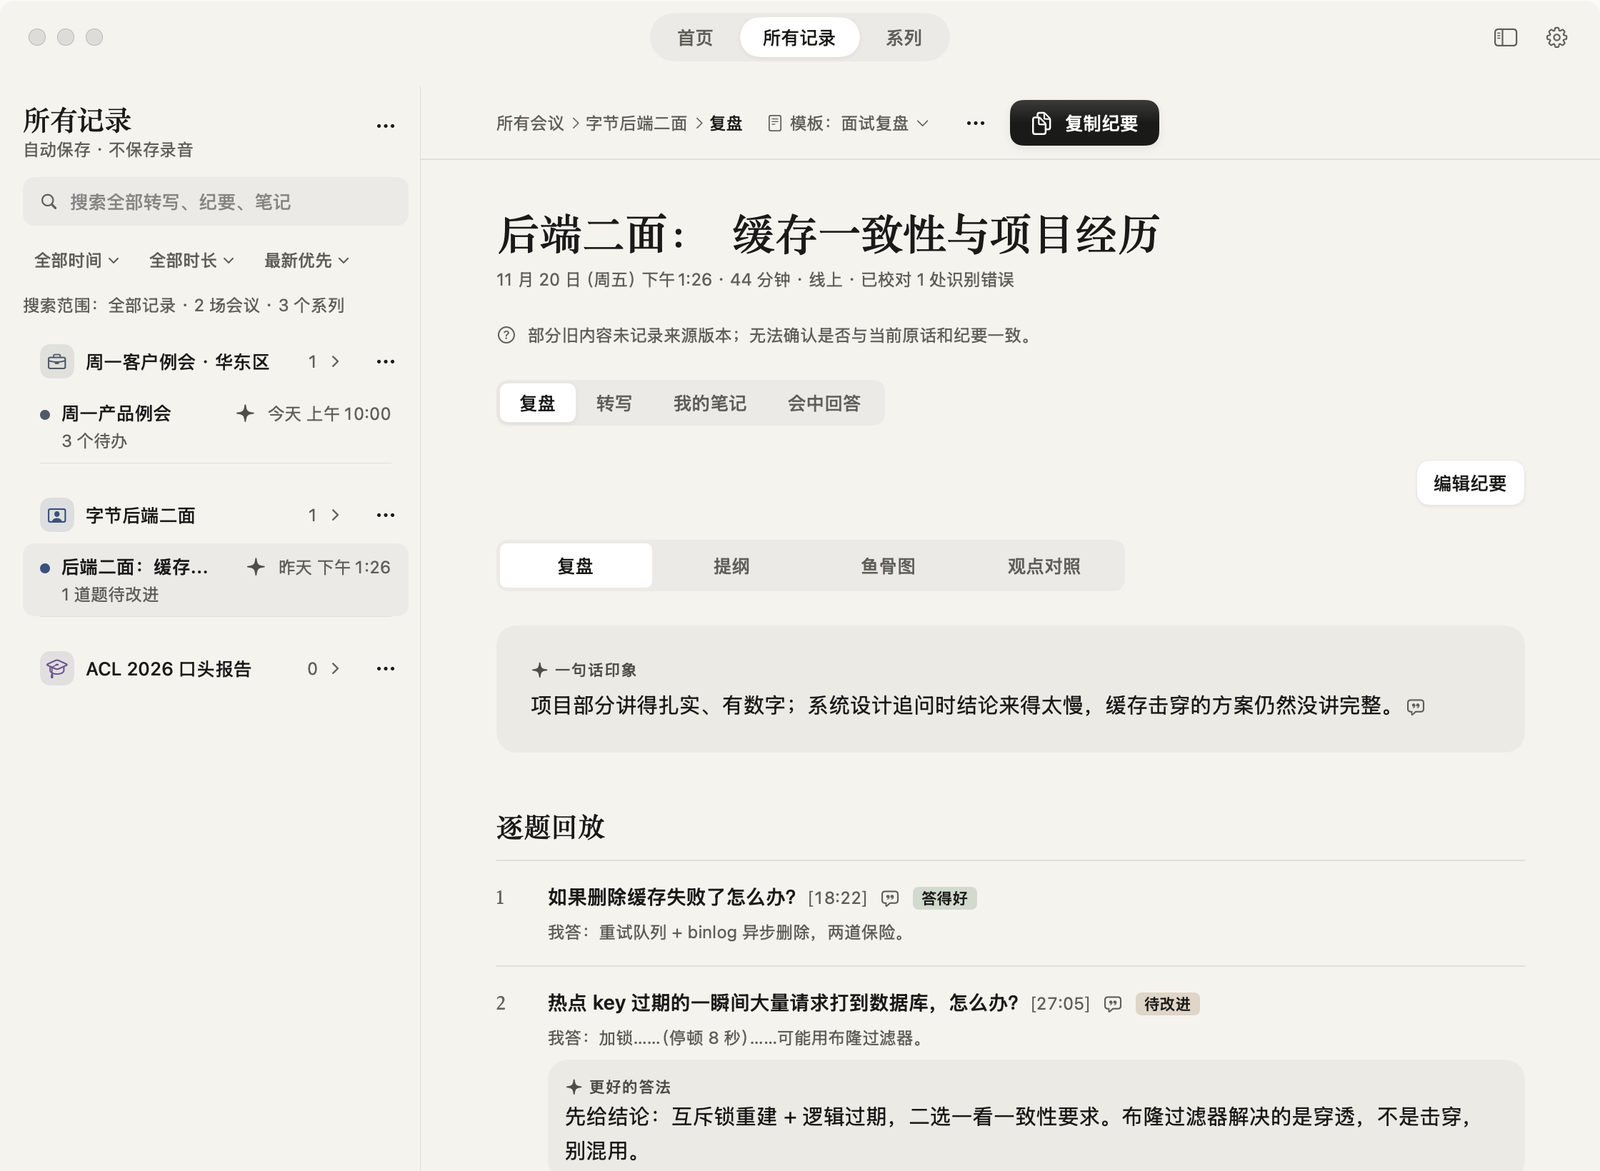 首页 所有记录 系列
所有记录
自动保存 · 不保存录音
搜索全部转写、纪要、笔记
全部时间 全部时长 最新优先
搜索范围：全部记录 · 2 场会议 · 3 个系列
周一客户例会 · 华东区 1
周一产品例会 今天 上午 10:00
3 个待办
字节后端二面 1
后端二面：缓存... 昨天 下午 1:26
1 道题待改进
ACL 2026 口头报告 0
所有会议 > 字节后端二面 > 复盘 模板：面试复盘
复制纪要
后端二面： 缓存一致性与项目经历
11 月 20 日 (周五) 下午 1:26 · 44 分钟 · 线上 · 已校对 1 处识别错误
部分旧内容未记录来源版本；无法确认是否与当前原话和纪要一致。
复盘 转写 我的笔记 会中回答
编辑纪要
复盘 提纲 鱼骨图 观点对照
一句话印象
项目部分讲得扎实、有数字；系统设计追问时结论来得太慢，缓存击穿的方案仍然没讲完整。
逐题回放
1 如果删除缓存失败了怎么办？ [18:22] 答得好
我答：重试队列 + binlog 异步删除，两道保险。
2 热点 key 过期的一瞬间大量请求打到数据库，怎么办？ [27:05] 待改进
我答：加锁……(停顿 8 秒)……可能用布隆过滤器。
更好的答法
先给结论：互斥锁重建 + 逻辑过期，二选一看一致性要求。布隆过滤器解决的是穿透，不是击穿，
别混用。